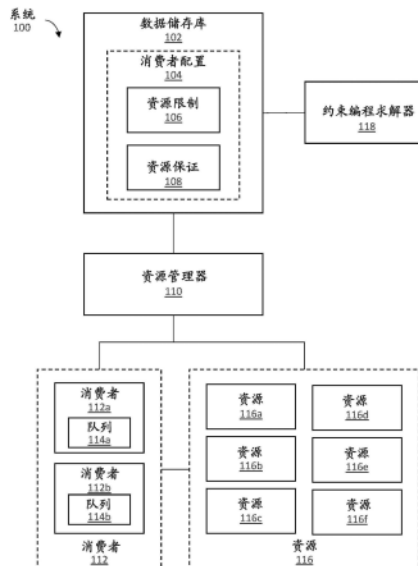 系统
100
数据储存库
102
消费者配置
104
资源限制
106
资源保证
108
约束编程求解器
118
资源管理器
110
消费者
112a
队列
114a
消费者
112b
队列
114b
消费者
112
资源
116a
资源
116d
资源
116b
资源
116e
资源
116c
资源
116f
资源
116